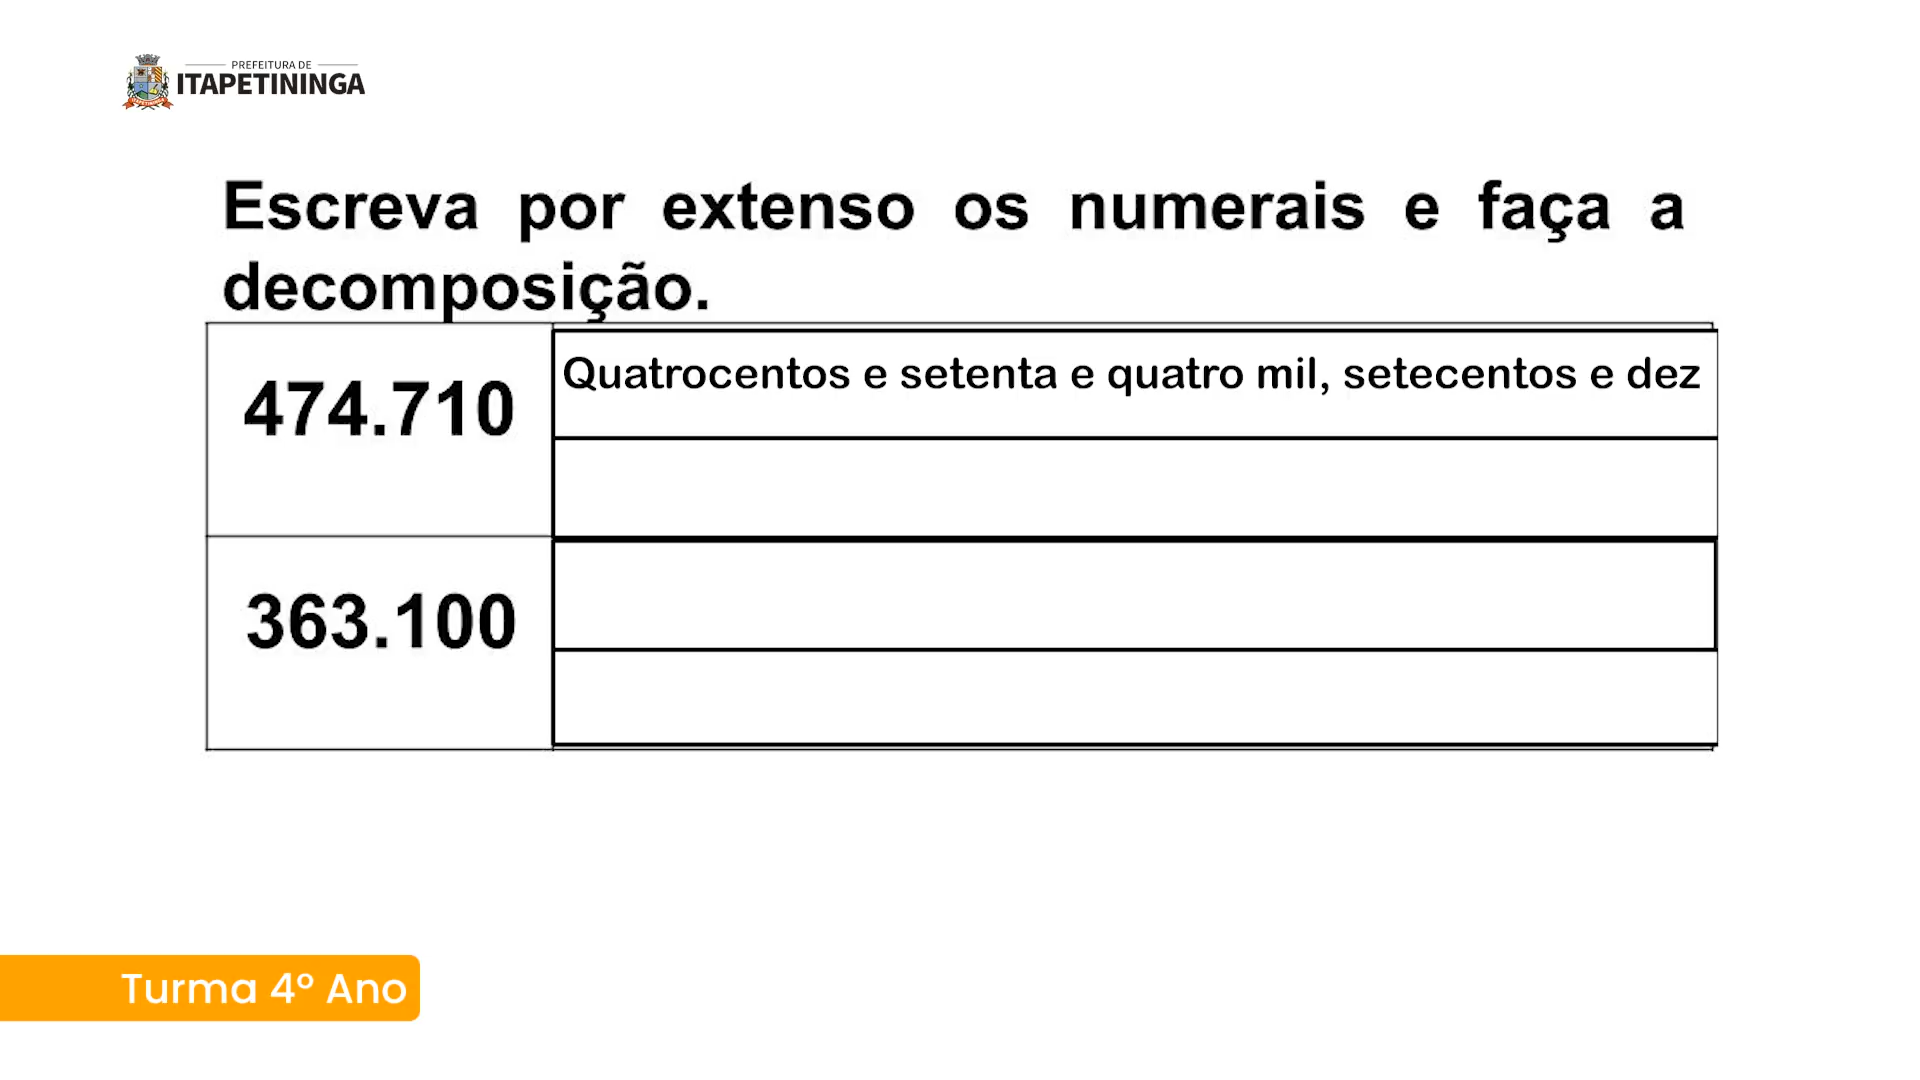 PREFEITURA DE
ITAPETININGA
Escreva por extenso os numerais e faça a
decomposição.
474.710
Quatrocentos e setenta e quatro mil, setecentos e dez
363.100
Turma 4º Ano